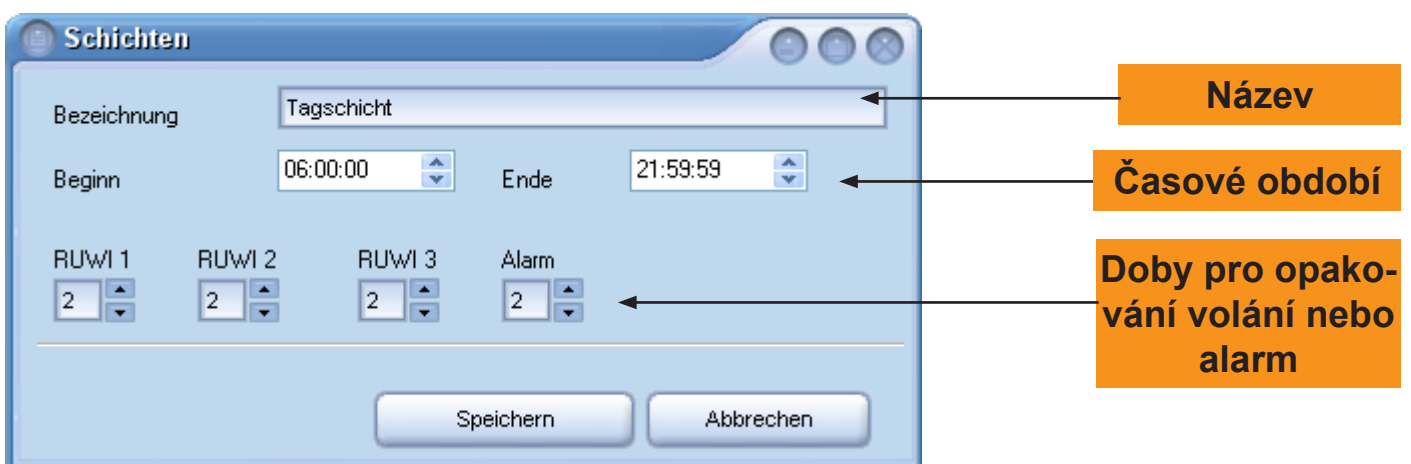 Schichten
Bezeichnung Tagschicht
Název
Beginn 06:00:00 Ende 21:59:59
Časové období
RUWI 1 RUWI 2 RUWI 3 Alarm
2 2 2 2
Doby pro opako-
vání volání nebo
alarm
Speichern Abbrechen